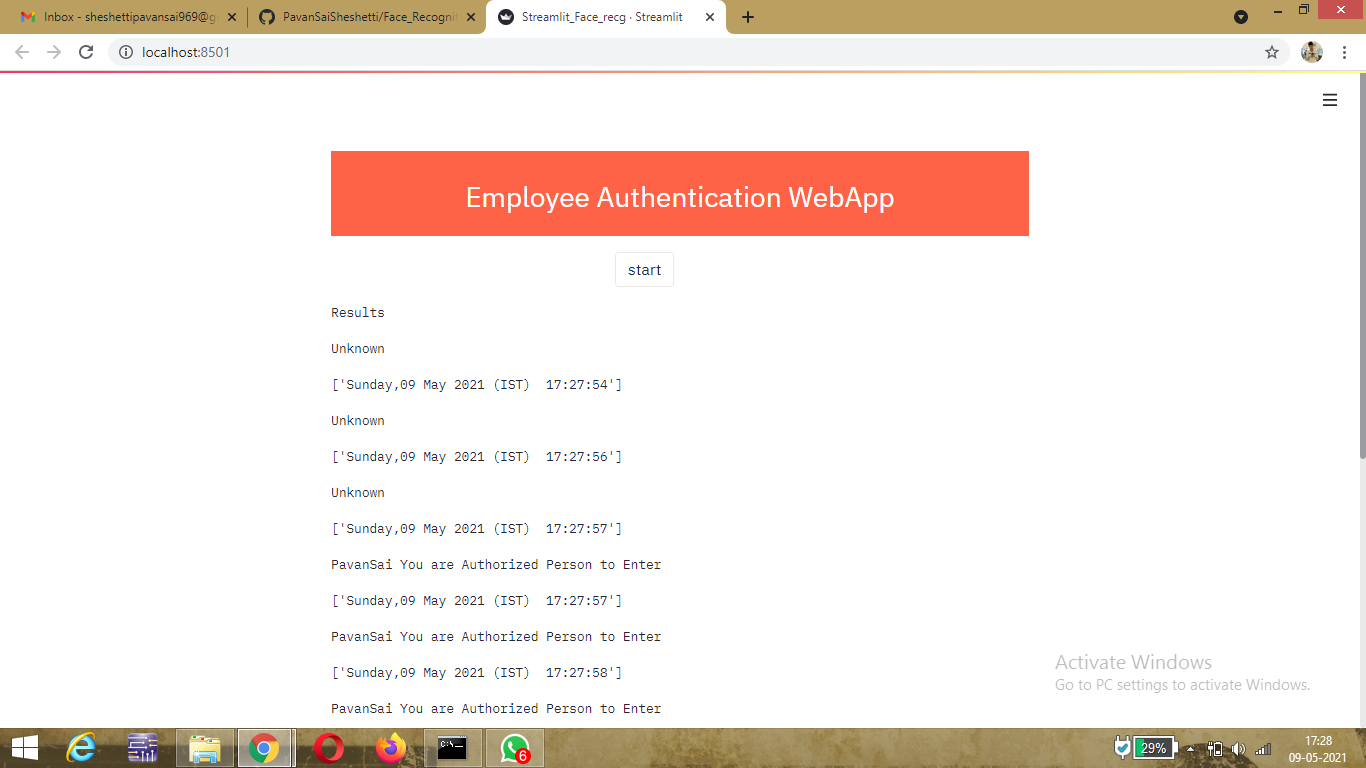 Inbox - sheshettipavansai969@g
PavanSaiSheshetti/Face_Recognit
Streamlit_Face_recg · Streamlit
localhost:8501
Employee Authentication WebApp
start
Results
Unknown
['Sunday,09 May 2021 (IST)  17:27:54']
Unknown
['Sunday,09 May 2021 (IST)  17:27:56']
Unknown
['Sunday,09 May 2021 (IST)  17:27:57']
PavanSai You are Authorized Person to Enter
['Sunday,09 May 2021 (IST)  17:27:57']
PavanSai You are Authorized Person to Enter
['Sunday,09 May 2021 (IST)  17:27:58']
PavanSai You are Authorized Person to Enter
Activate Windows
Go to PC settings to activate Windows.
C:\
6
29%
17:28
09-05-2021